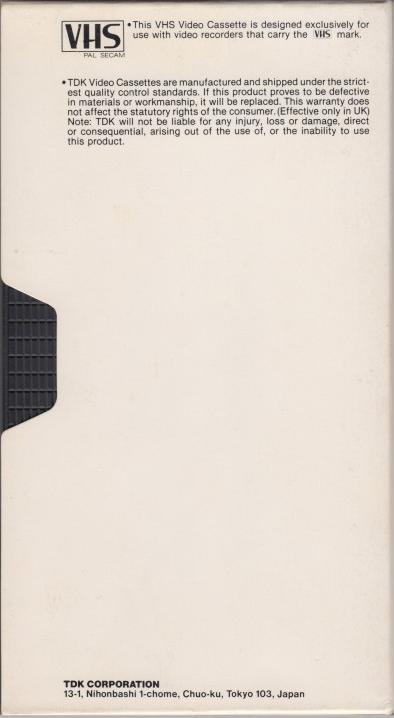 VHS
PAL SECAM
•This VHS Video Cassette is designed exclusively for
use with video recorders that carry the VHS mark.
•TDK Video Cassettes are manufactured and shipped under the strict-
est quality control standards. If this product proves to be defective
in materials or workmanship, it will be replaced. This warranty does
not affect the statutory rights of the consumer. (Effective only in UK)
Note: TDK will not be liable for any injury, loss or damage, direct
or consequential, arising out of the use of, or the inability to use
this product.
TDK CORPORATION
13-1, Nihonbashi 1-chome, Chuo-ku, Tokyo 103, Japan